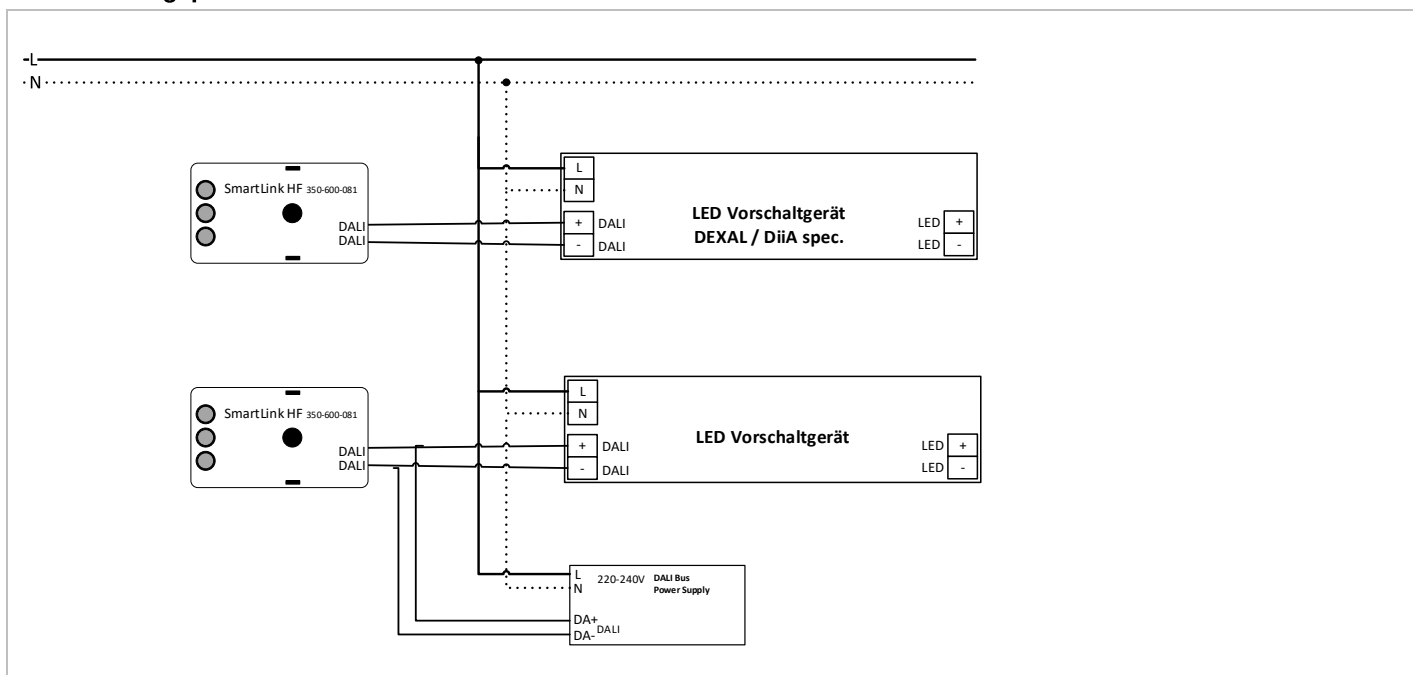 L
N
SmartLink HF 350-600-081
DALI
DALI
L
N
+ DALI
- DALI
LED Vorschaltgerät
DEXAL / DiiA spec.
LED +
LED -
SmartLink HF 350-600-081
DALI
DALI
L
N
+ DALI
- DALI
LED Vorschaltgerät
LED +
LED -
L
N
220-240V
DALI Bus
Power Supply
DA+
DA-
DALI